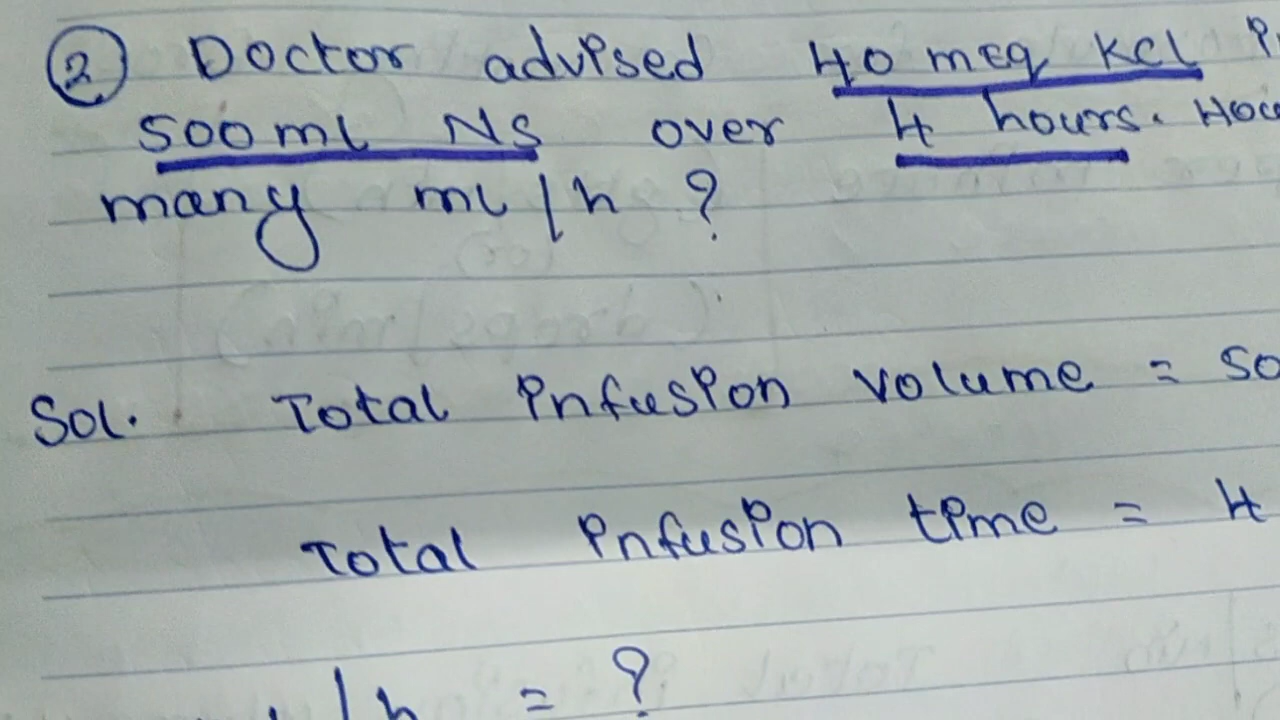 ② Doctor advised 40 meq KCl
500 ml NS over 4 hours.
many ml/h ?
Sol. Total infusion volume =
Total infusion time = 4
/h = ?